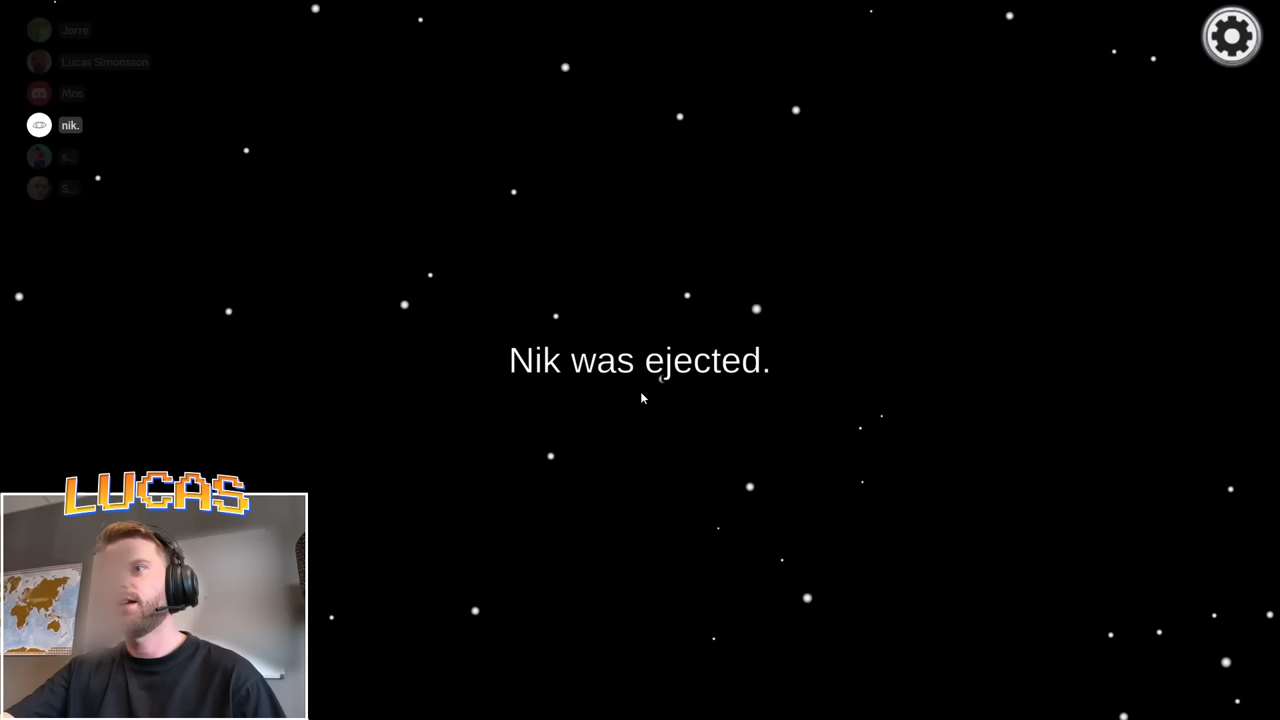 Jorre
Lucas Simonsson
Mos
nik.
s...
S...
Nik was ejected.
LUCAS